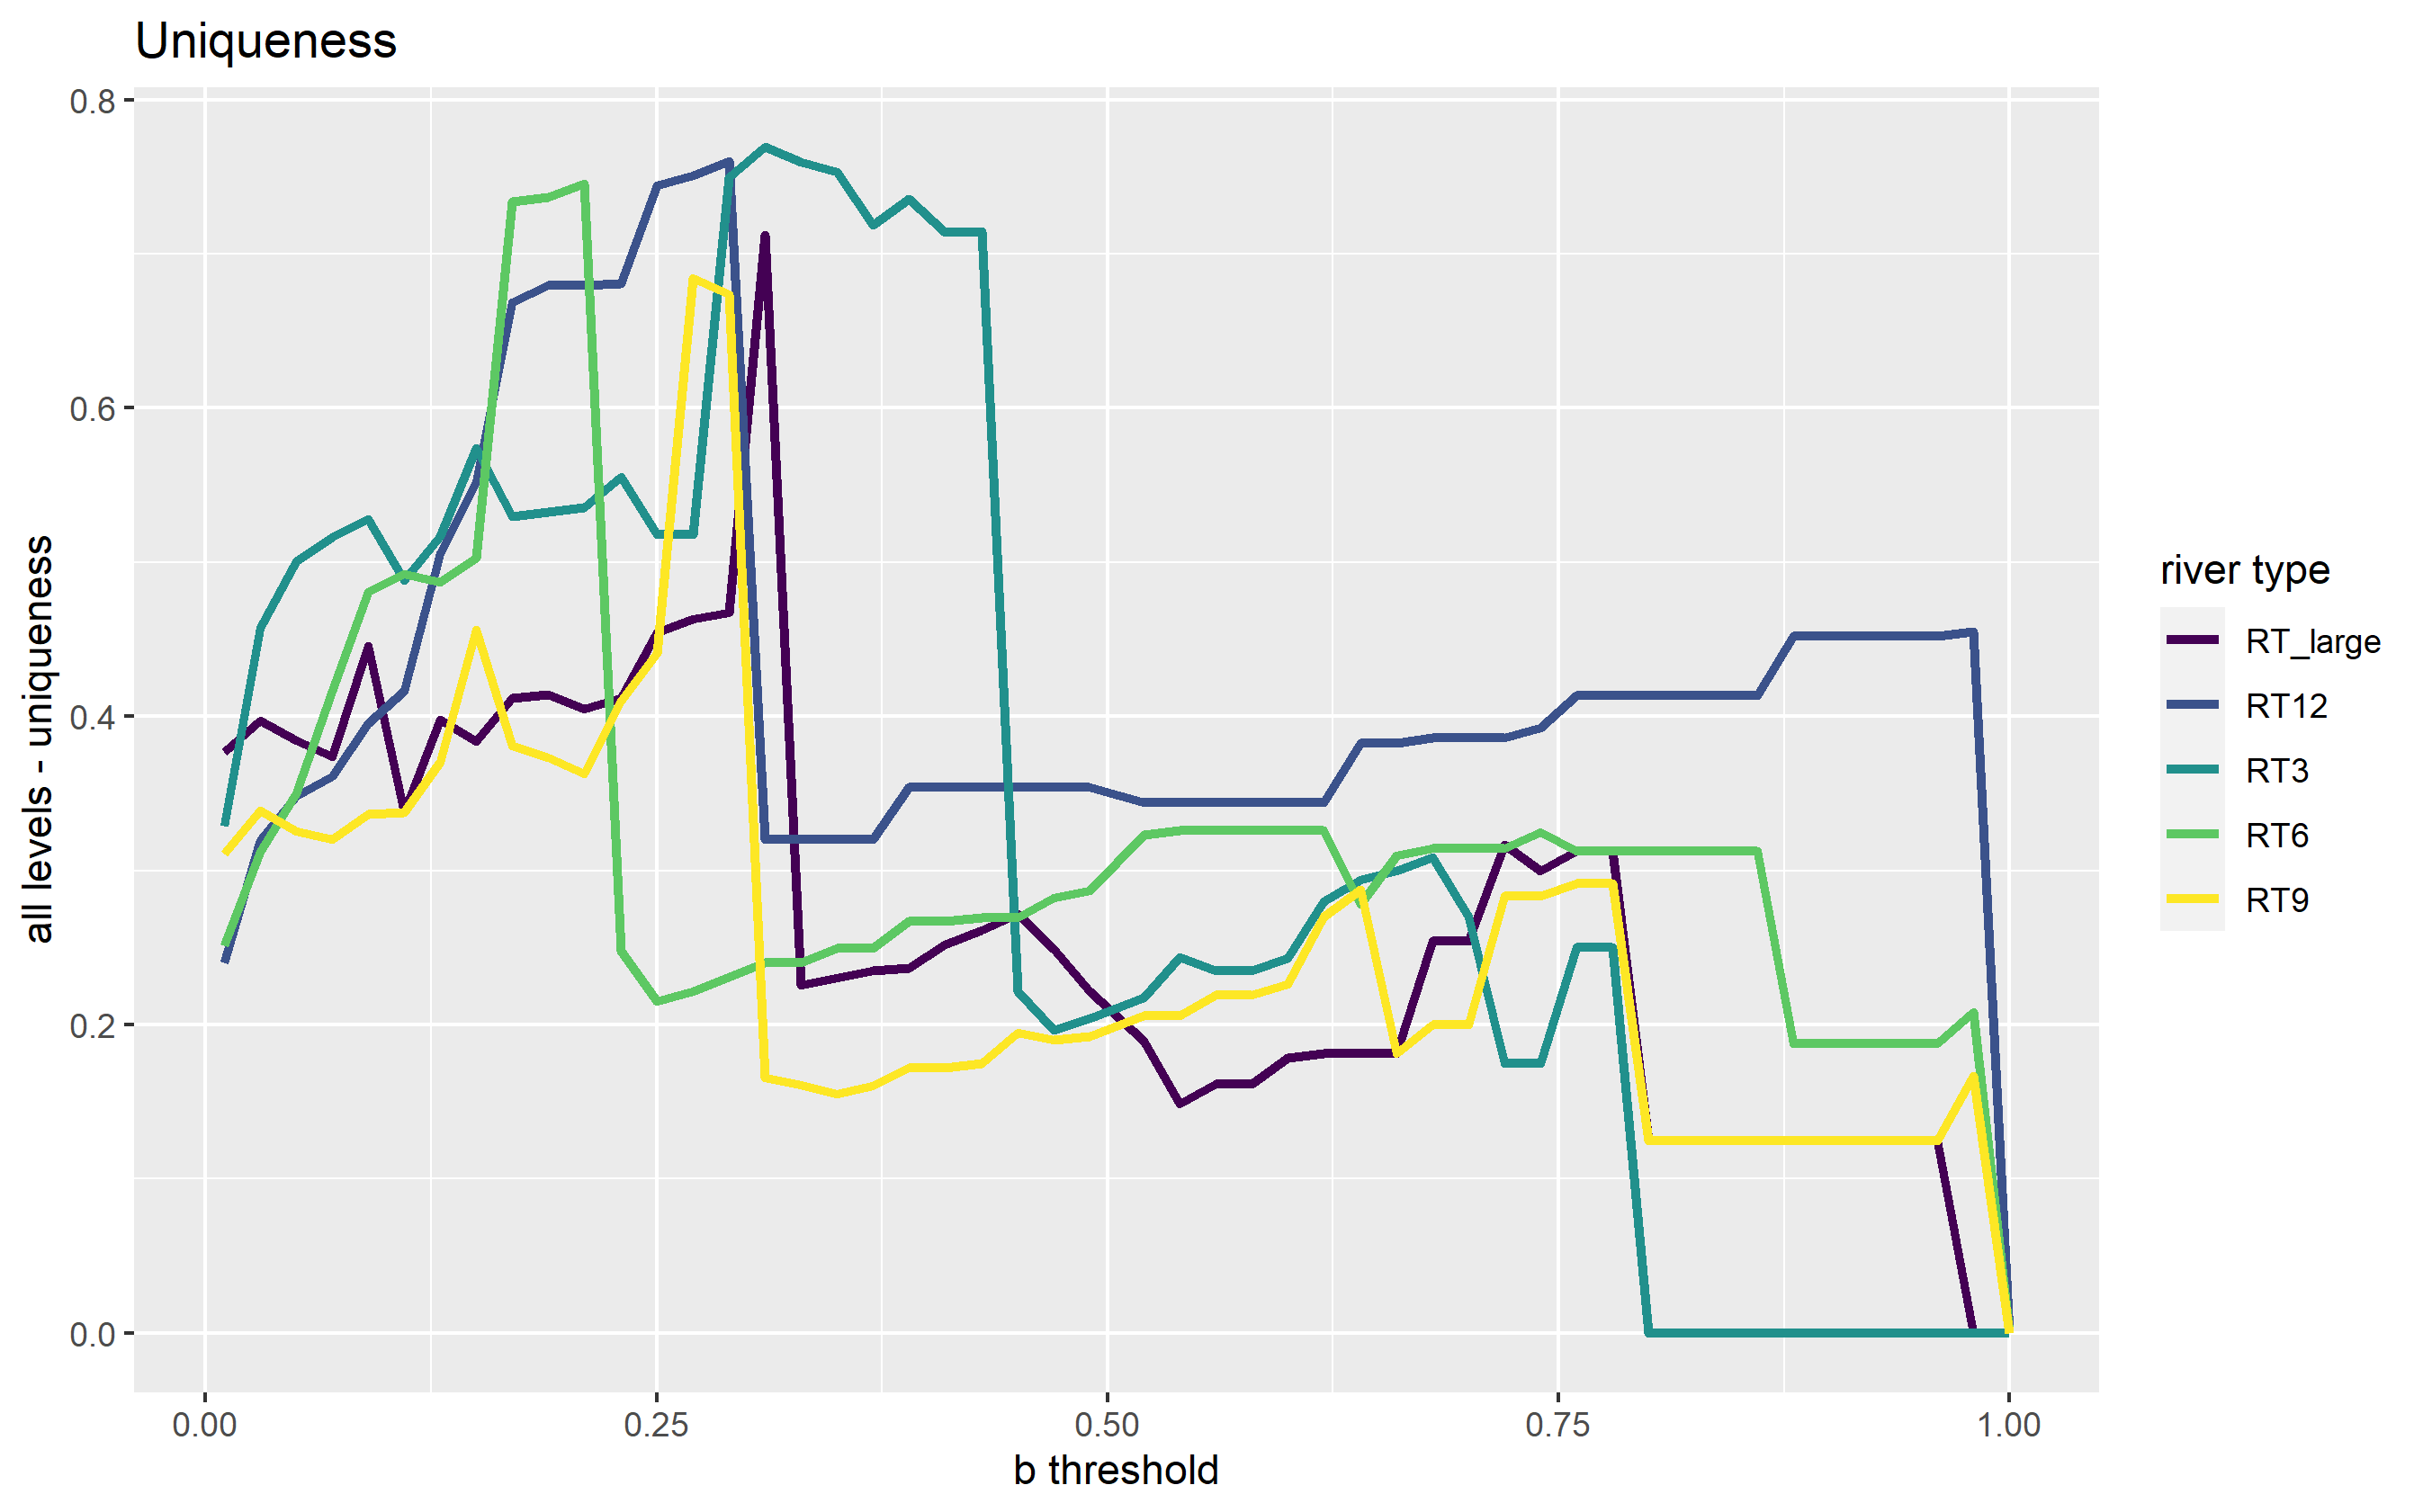 Uniqueness
0.8
0.6
0.4
0.2
0.0
all levels - uniqueness
0.00 0.25 0.50 0.75 1.00
b threshold
river type
RT_large
RT12
RT3
RT6
RT9